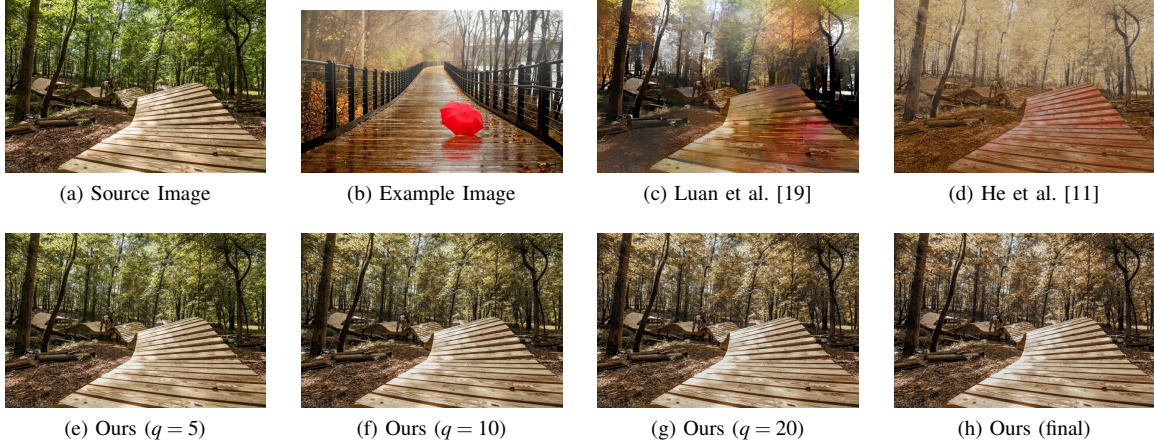 (a) Source Image
(b) Example Image
(c) Luan et al. [19]
(d) He et al. [11]
(e) Ours (q = 5)
(f) Ours (q = 10)
(g) Ours (q = 20)
(h) Ours (final)